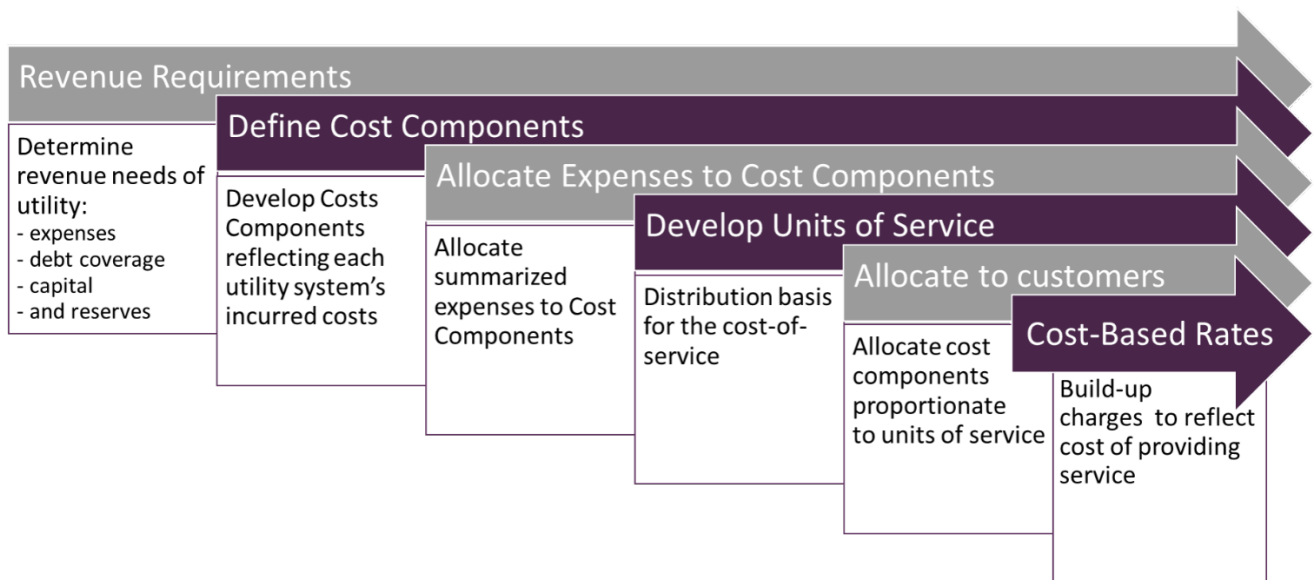 Revenue Requirements
Determine
revenue needs of
utility:
- expenses
- debt coverage
- capital
- and reserves
Define Cost Components
Develop Costs
Components
reflecting each
utility system's
incurred costs
Allocate Expenses to Cost Components
Allocate
summarized
expenses to Cost
Components
Develop Units of Service
Distribution basis
for the cost-of-
service
Allocate to customers
Allocate cost
components
proportionate
to units of service
Cost-Based Rates
Build-up
charges to reflect
cost of providing
service